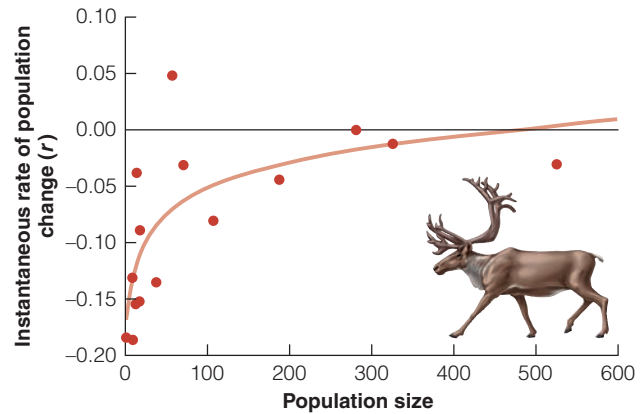 Instantaneous rate of population
change (r)
0.10
0.05
0.00
–0.05
–0.10
–0.15
–0.20
0 100 200 300 400 500 600
Population size